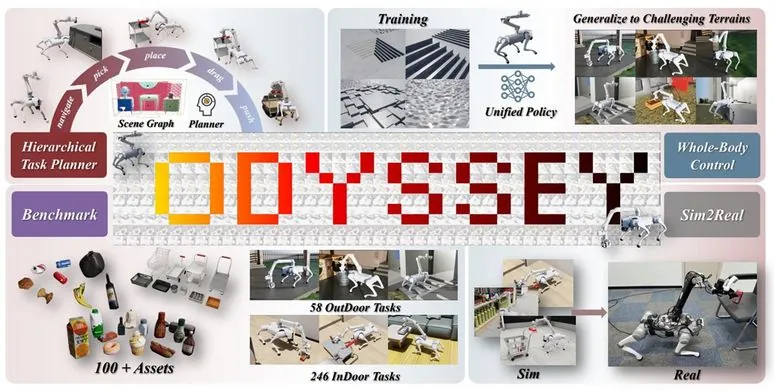 navigate
pick
place
drag
push
Scene Graph
Planner
Hierarchical
Task Planner
Training
Unified Policy
Generalize to Challenging Terrains
Whole-Body
Control
ODYSSEY
Benchmark
100 + Assets
58 OutDoor Tasks
246 InDoor Tasks
Sim2Real
Sim
Real